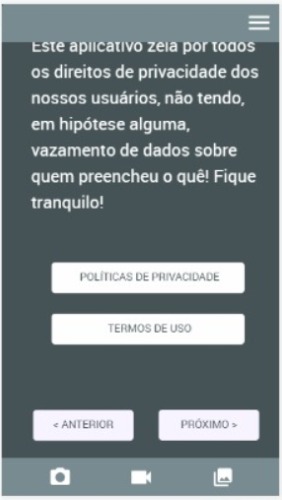 Este aplicativo zela por todos
os direitos de privacidade dos
nossos usuários, não tendo,
em hipótese alguma,
vazamento de dados sobre
quem preencheu o quê! Fique
tranquilo!
POLÍTICAS DE PRIVACIDADE
TERMOS DE USO
< ANTERIOR
PRÓXIMO >